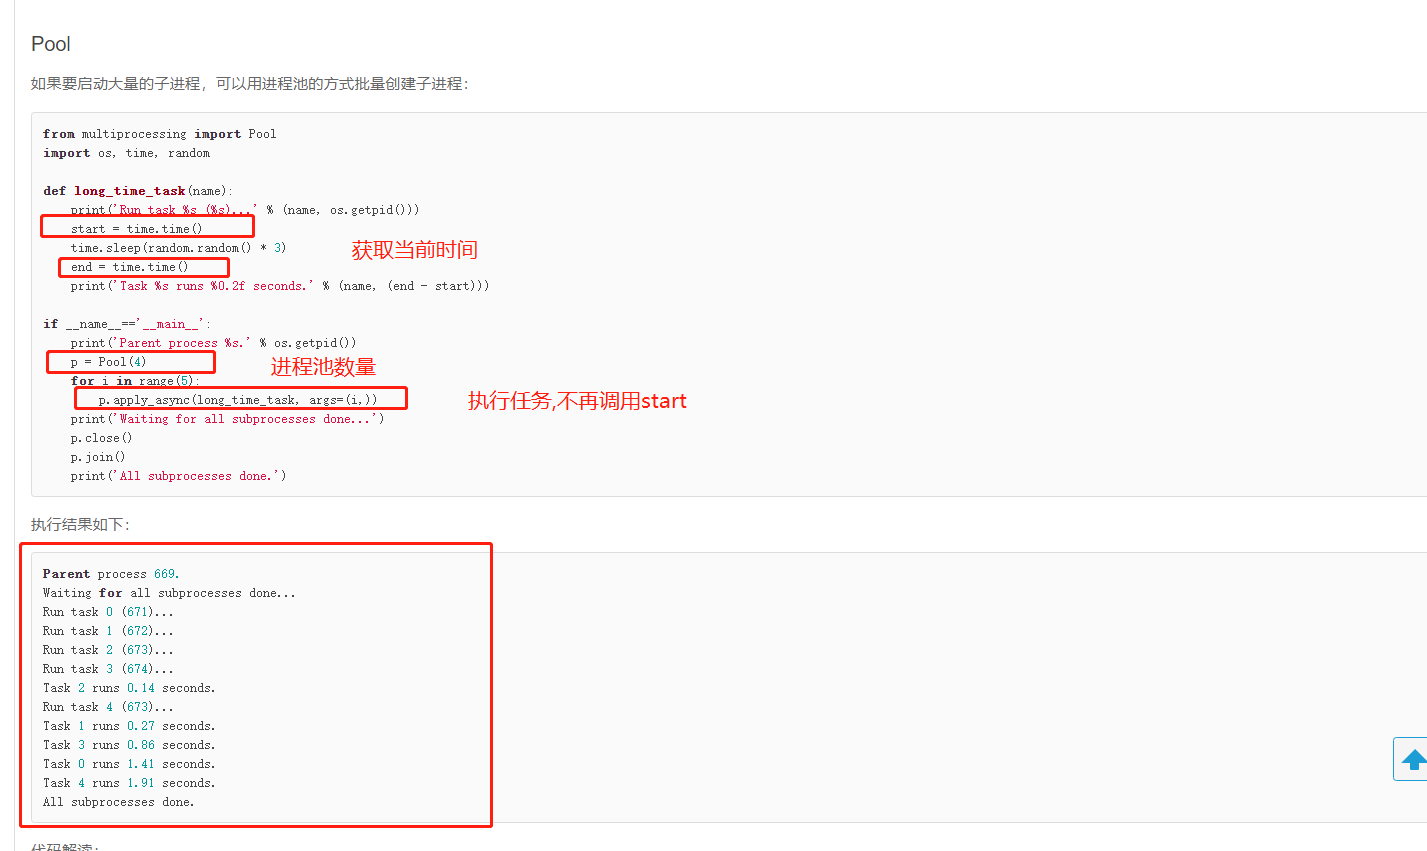 Pool
如果要启动大量的子进程，可以用进程池的方式批量创建子进程：
from multiprocessing import Pool
import os, time, random
def long_time_task(name):
print('Run task %s (%s)...' % (name, os.getpid()))
start = time.time()
time.sleep(random.random() * 3)
获取当前时间
end = time.time()
print('Task %s runs %0.2f seconds.' % (name, (end - start)))
if __name__=='__main__':
print('Parent process %s.' % os.getpid())
p = Pool(4)
进程池数量
for i in range(5):
p.apply_async(long_time_task, args=(i,))
执行任务,不再调用start
print('Waiting for all subprocesses done...')
p.close()
p.join()
print('All subprocesses done.')
执行结果如下：
Parent process 669.
Waiting for all subprocesses done...
Run task 0 (671)...
Run task 1 (672)...
Run task 2 (673)...
Run task 3 (674)...
Task 2 runs 0.14 seconds.
Run task 4 (673)...
Task 1 runs 0.27 seconds.
Task 3 runs 0.86 seconds.
Task 0 runs 1.41 seconds.
Task 4 runs 1.91 seconds.
All subprocesses done.
代码解读：